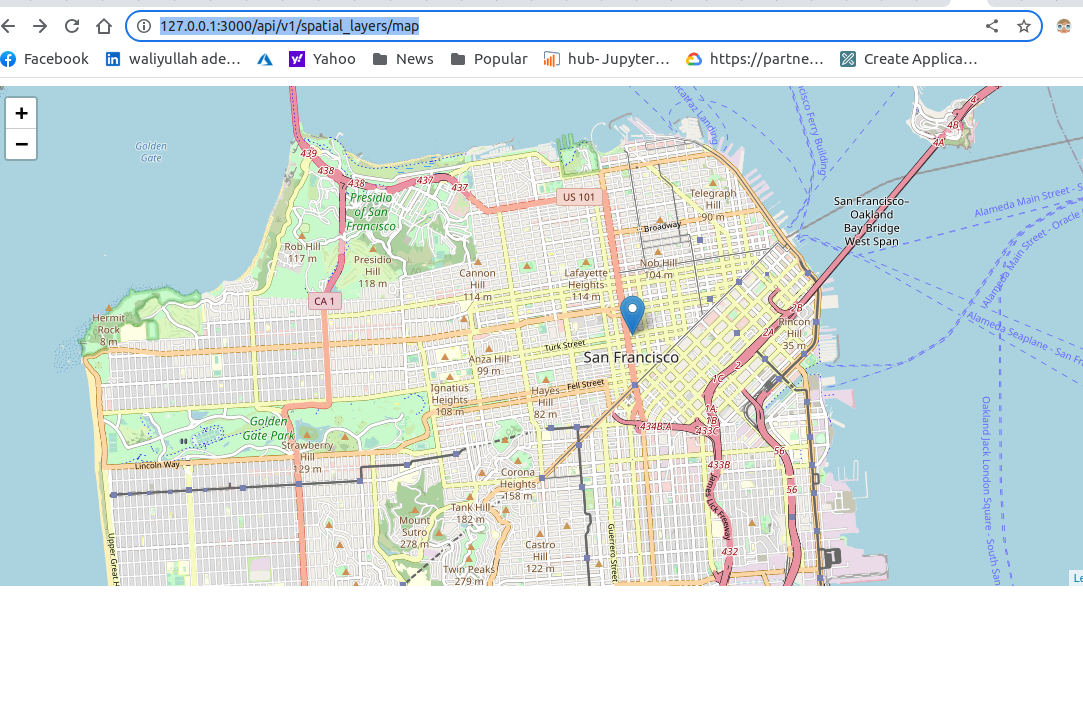 127.0.0.1:3000/api/v1/spatial_layers/map
Facebook
waliyullah ade…
Yahoo
News
Popular
hub- Jupyter…
https://partne…
Create Applica…
+
−
Golden
Gate
439
438
438
437
437
Presidio
of San
Francisco
US 101
Rob Hill
117 m
Presidio
Hill
118 m
CA 1
Cannon
Hill
114 m
Lafayette
Heights
114 m
Broadway
Nob Hill
104 m
Telegraph
Hill
90 m
4
4B
4A
San Francisco–
Oakland
Bay Bridge
West Span
Alameda Main Street - S
Alameda Main Street - Oracle
Alameda Seaplane - San Fr
Oakland Jack London Square - South San
Hermit
Rock
8 m
Turk Street
San Francisco
Anza Hill
99 m
Ignatius
Heights
108 m
Hayes
Hill
82 m
Fell Street
2B
2A
2
1C
1A;
1B
Rincon
Hill
35 m
Golden
Gate Park
Strawberry
Hill
129 m
Lincoln Way
434B;A
433C
433B
56
56
James Lick Freeway
432
Corona
Heights
158 m
Tank Hill
182 m
Mount
Sutro
278 m
Castro
Hill
122 m
Twin Peaks
279 m
Guerrero Street
Upper Great H
Le